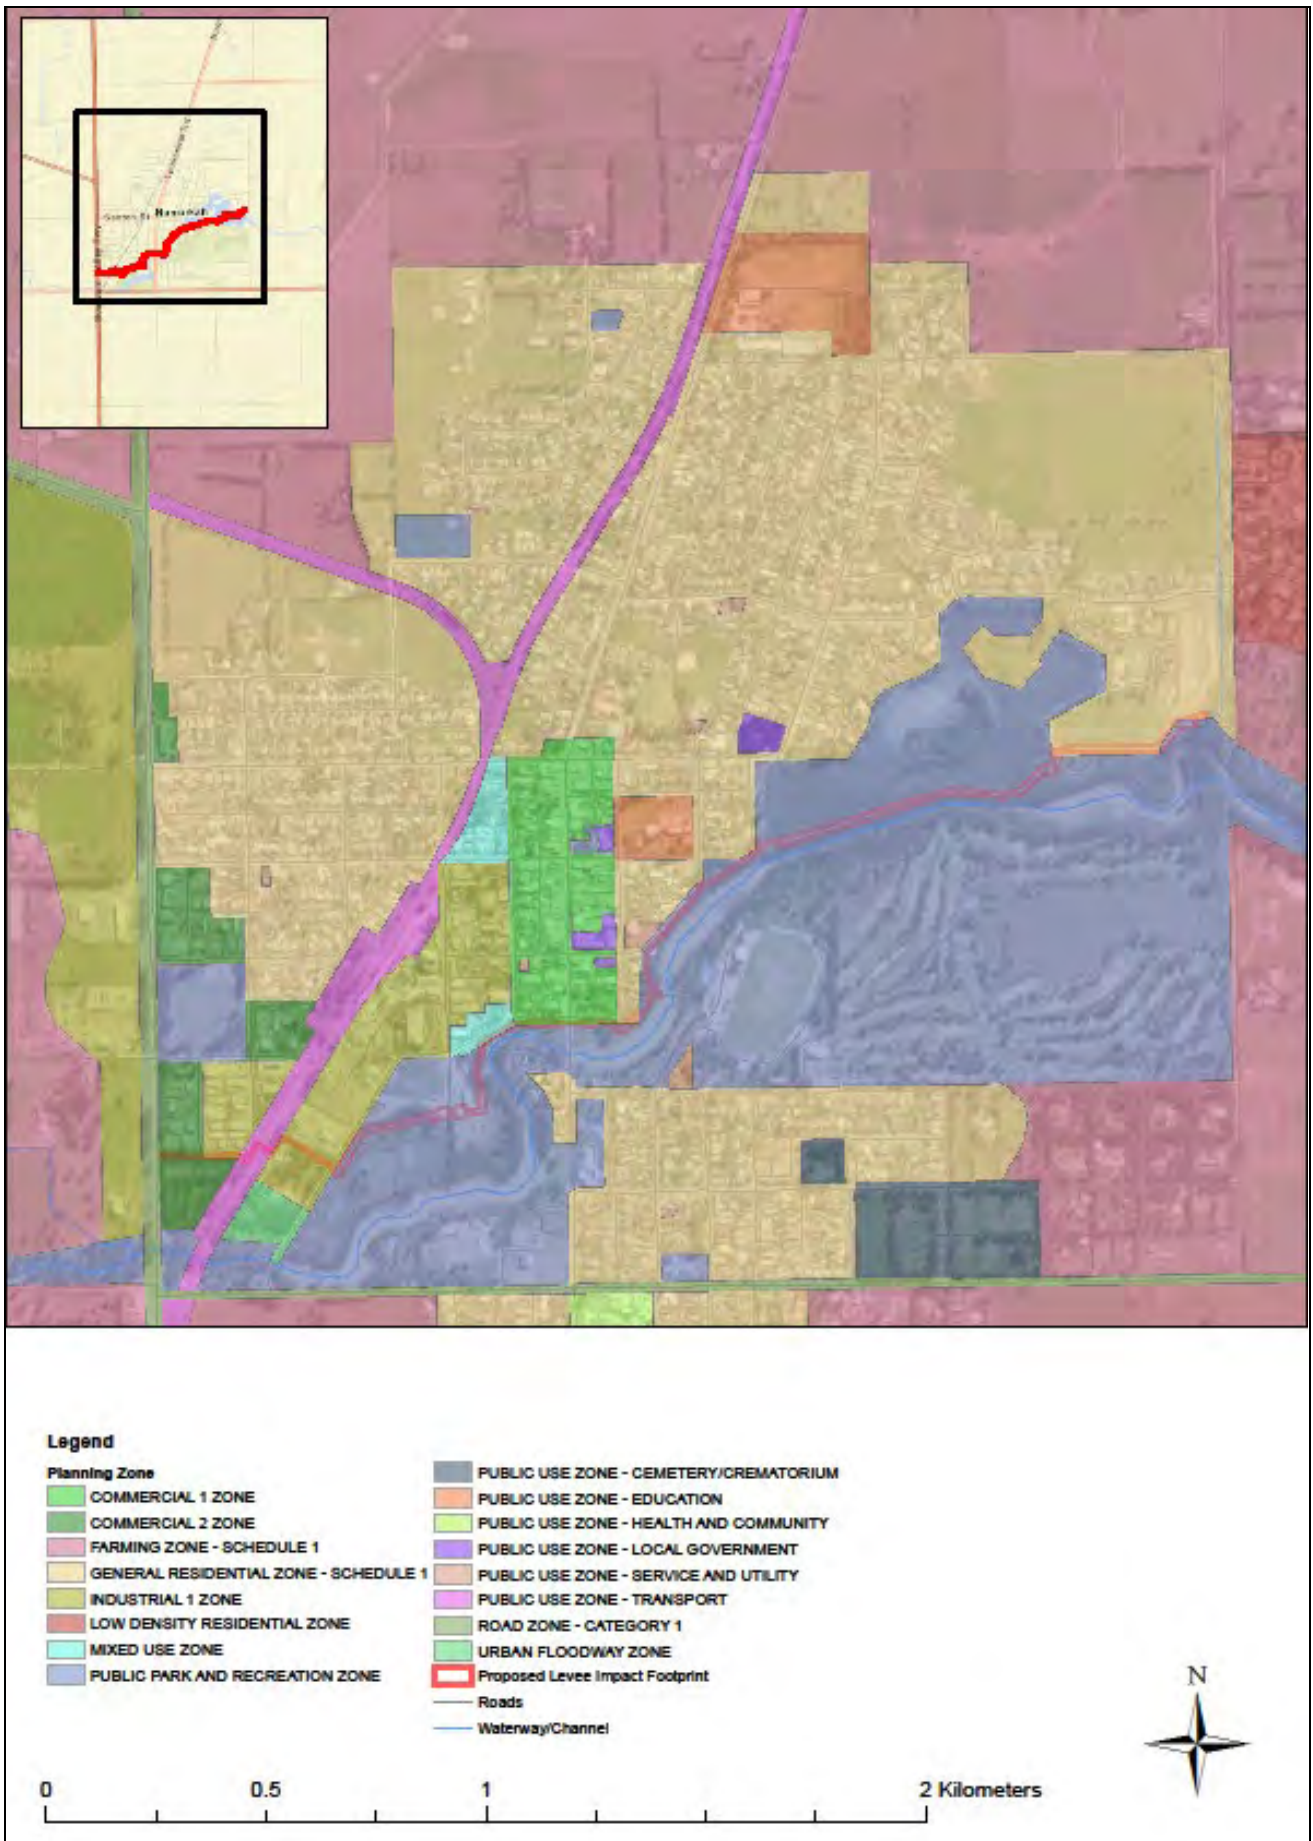 Numurkah
Legend
Planning Zone
COMMERCIAL 1 ZONE
COMMERCIAL 2 ZONE
FARMING ZONE - SCHEDULE 1
GENERAL RESIDENTIAL ZONE - SCHEDULE 1
INDUSTRIAL 1 ZONE
LOW DENSITY RESIDENTIAL ZONE
MIXED USE ZONE
PUBLIC PARK AND RECREATION ZONE
PUBLIC USE ZONE - CEMETERY/CREMATORIUM
PUBLIC USE ZONE - EDUCATION
PUBLIC USE ZONE - HEALTH AND COMMUNITY
PUBLIC USE ZONE - LOCAL GOVERNMENT
PUBLIC USE ZONE - SERVICE AND UTILITY
PUBLIC USE ZONE - TRANSPORT
ROAD ZONE - CATEGORY 1
URBAN FLOODWAY ZONE
Proposed Levee Impact Footprint
Roads
Waterway/Channel
N
0 0.5 1 2 Kilometers